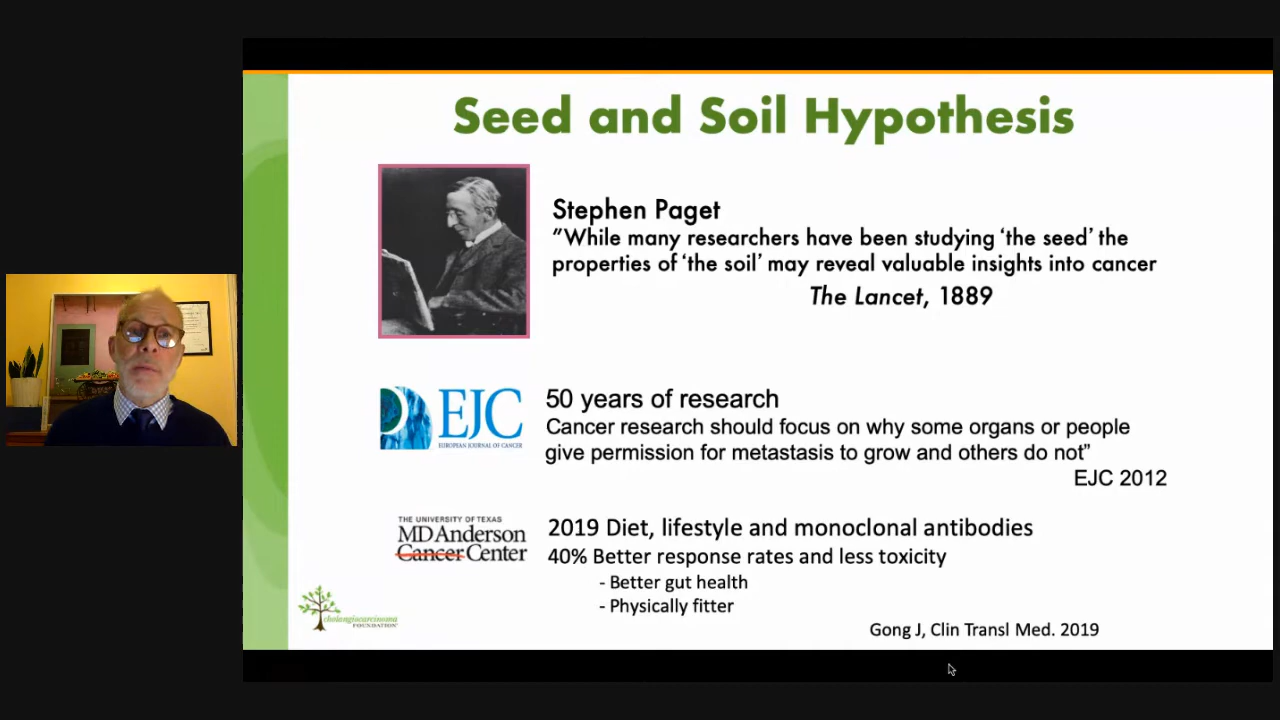 Seed and Soil Hypothesis
Stephen Paget
”While many researchers have been studying ‘the seed’ the
properties of ‘the soil’ may reveal valuable insights into cancer
The Lancet, 1889
EJC
EUROPEAN JOURNAL OF CANCER
50 years of research
Cancer research should focus on why some organs or people
give permission for metastasis to grow and others do not”
EJC 2012
THE UNIVERSITY OF TEXAS
MD Anderson
Cancer Center
2019 Diet, lifestyle and monoclonal antibodies
40% Better response rates and less toxicity
- Better gut health
- Physically fitter
cholangiocarcinoma
FOUNDATION
Gong J, Clin Transl Med. 2019